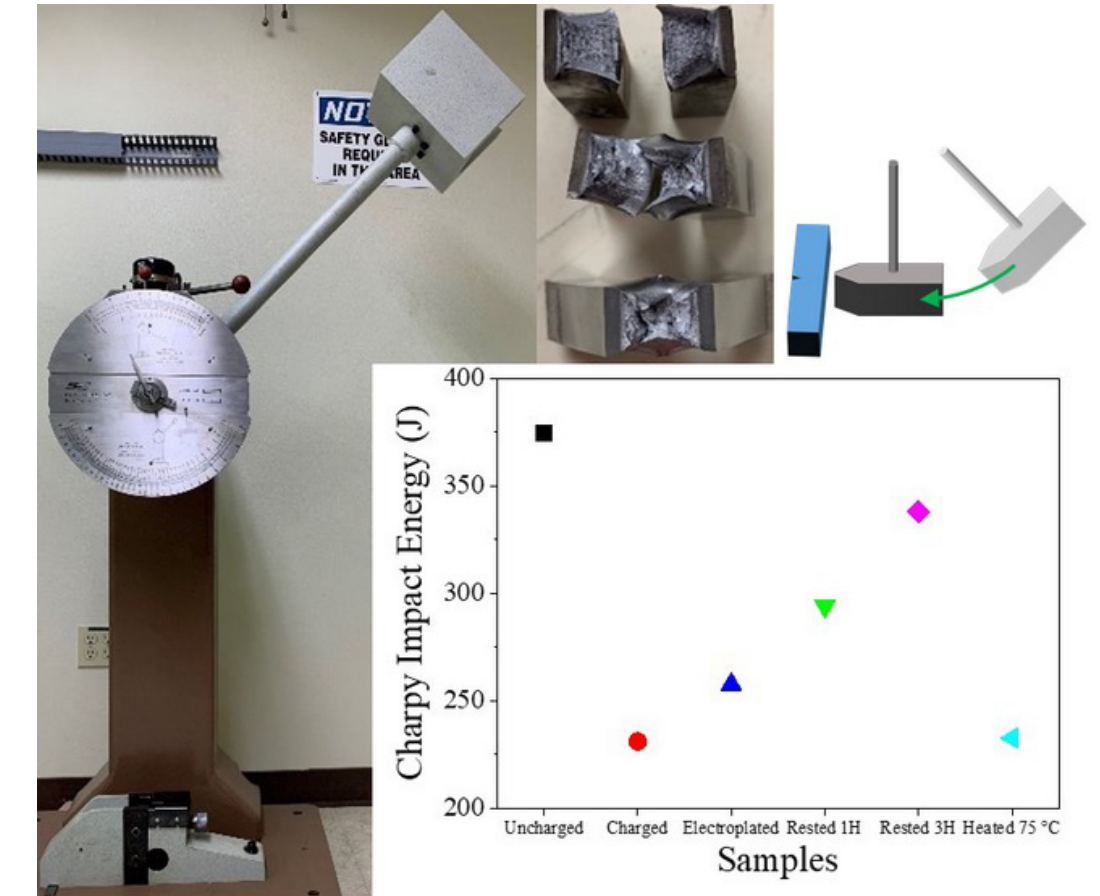 NO
SAFETY GL
REQU
IN TH AREA
400
350
300
250
200
Charpy Impact Energy (J)
Uncharged Charged Electroplated Rested 1H Rested 3H Heated 75 °C
Samples